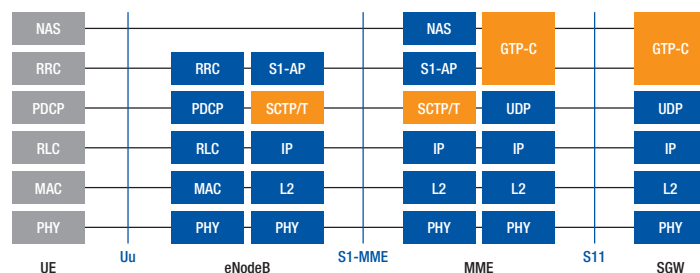 NAS NAS GTP-C GTP-C
RRC RRC S1-AP S1-AP
PDCP PDCP SCTP/T SCTP/T UDP UDP
RLC RLC IP IP IP IP
MAC MAC L2 L2 L2 L2
PHY PHY PHY PHY PHY PHY
Uu S1-MME S11
UE eNodeB MME SGW